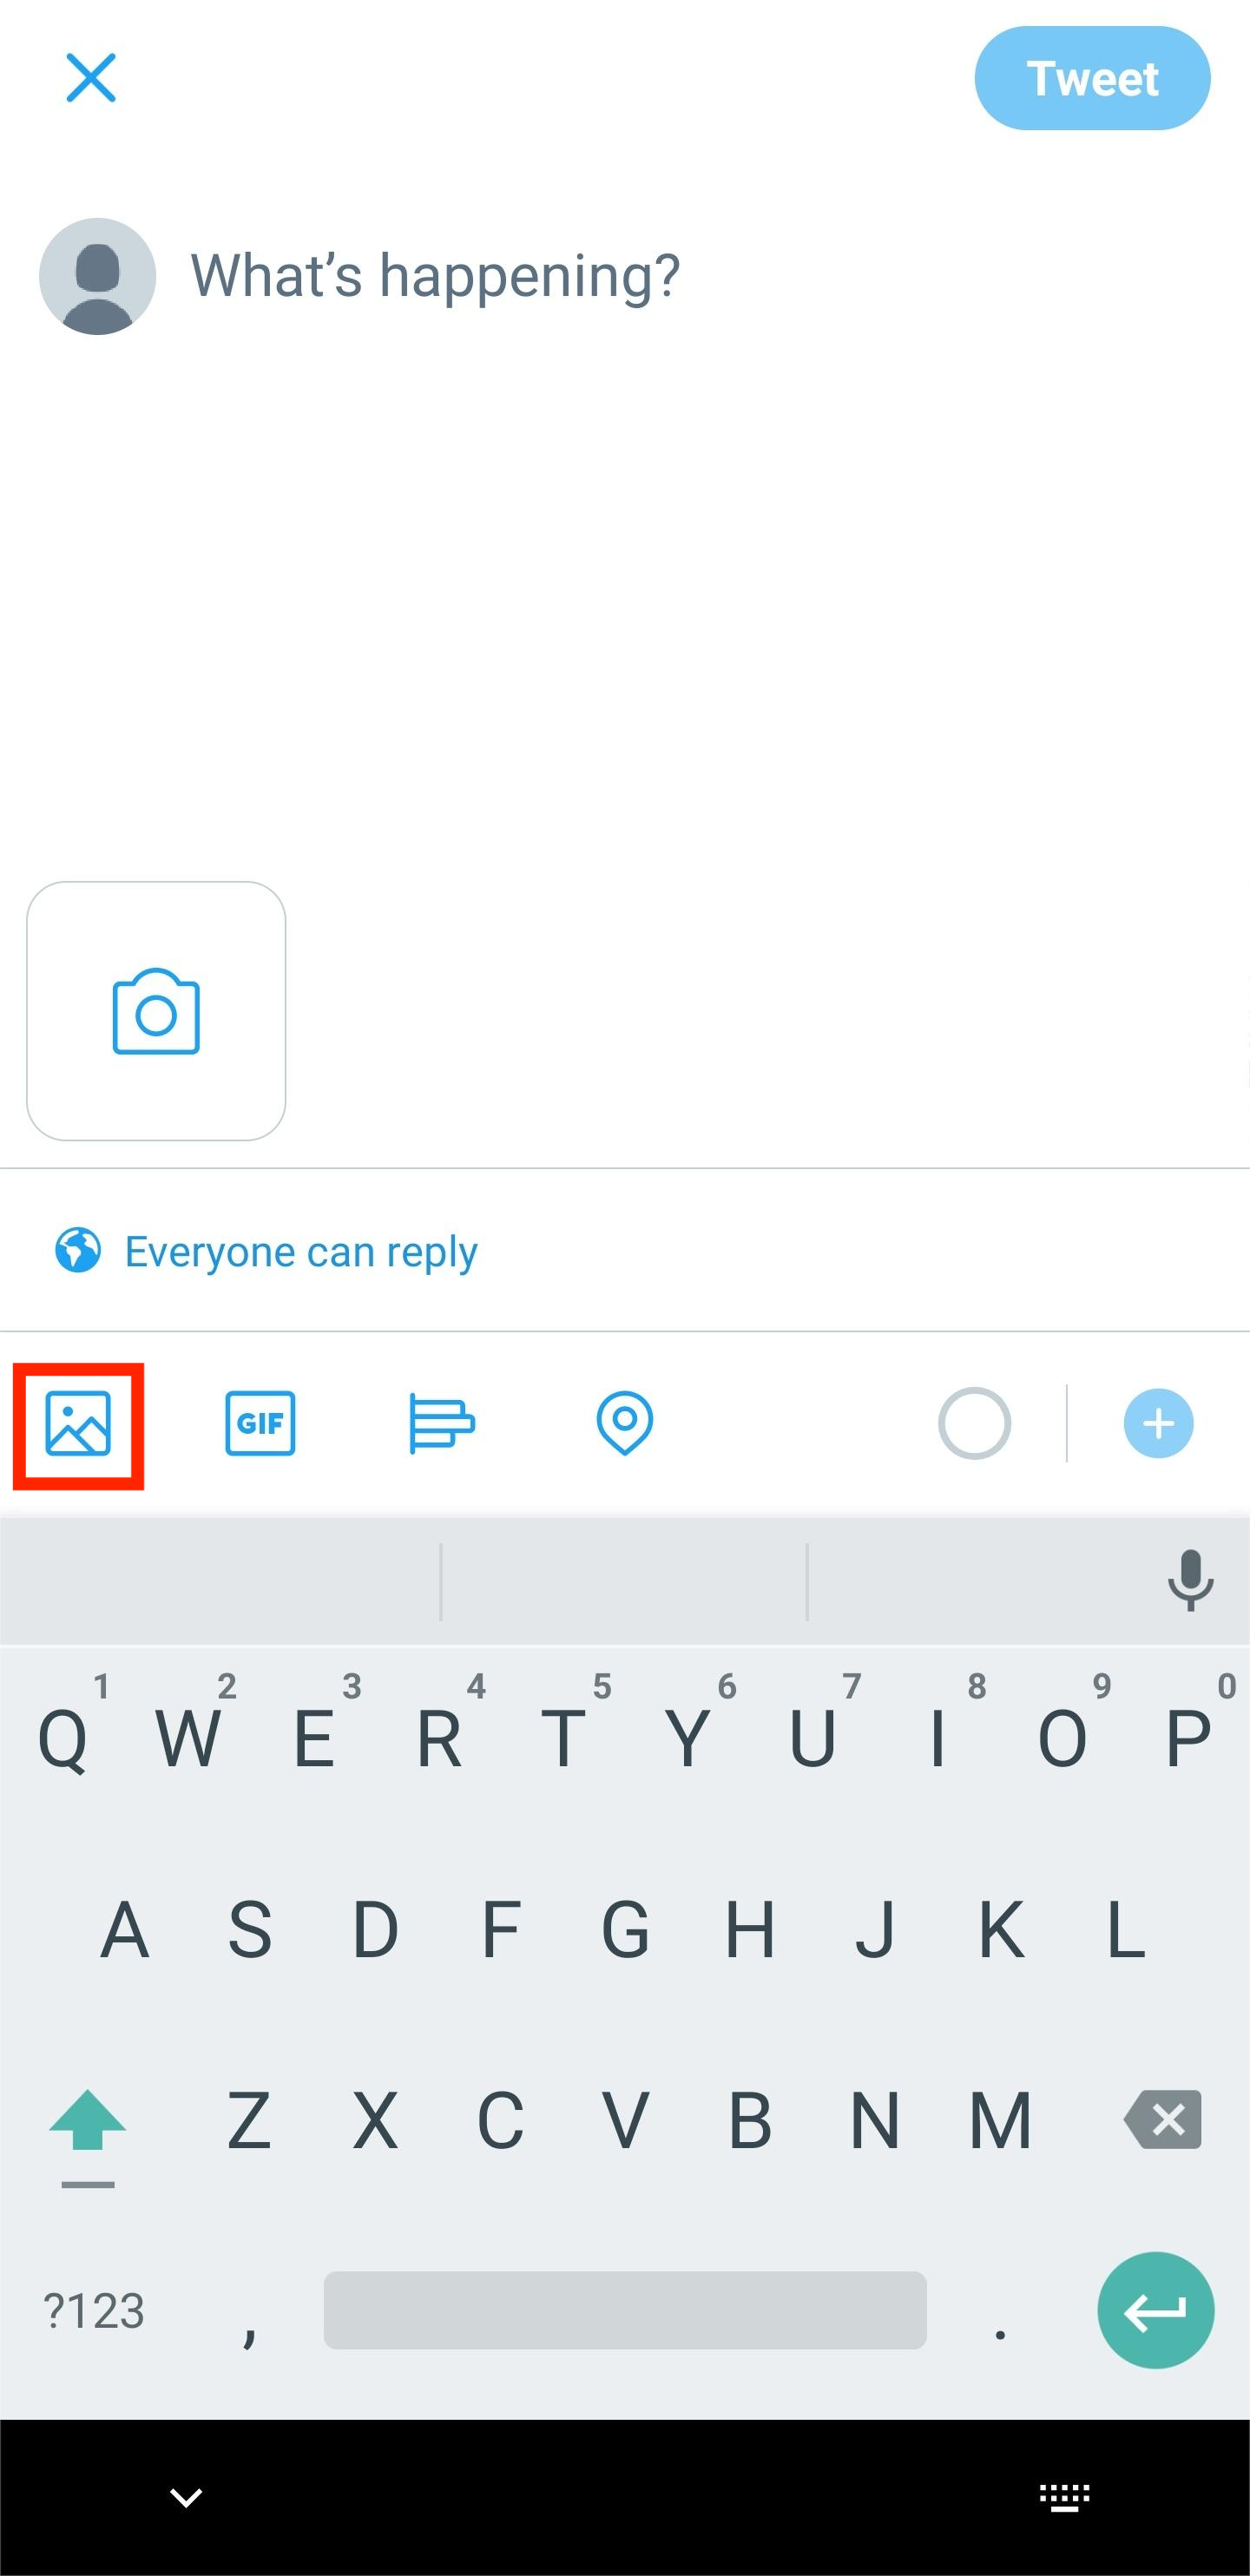 Tweet
What's happening?
Everyone can reply
GIF
1 2 3 4 5 6 7 8 9 0
Q W E R T Y U I O P
A S D F G H J K L
Z X C V B N M
?123 , .